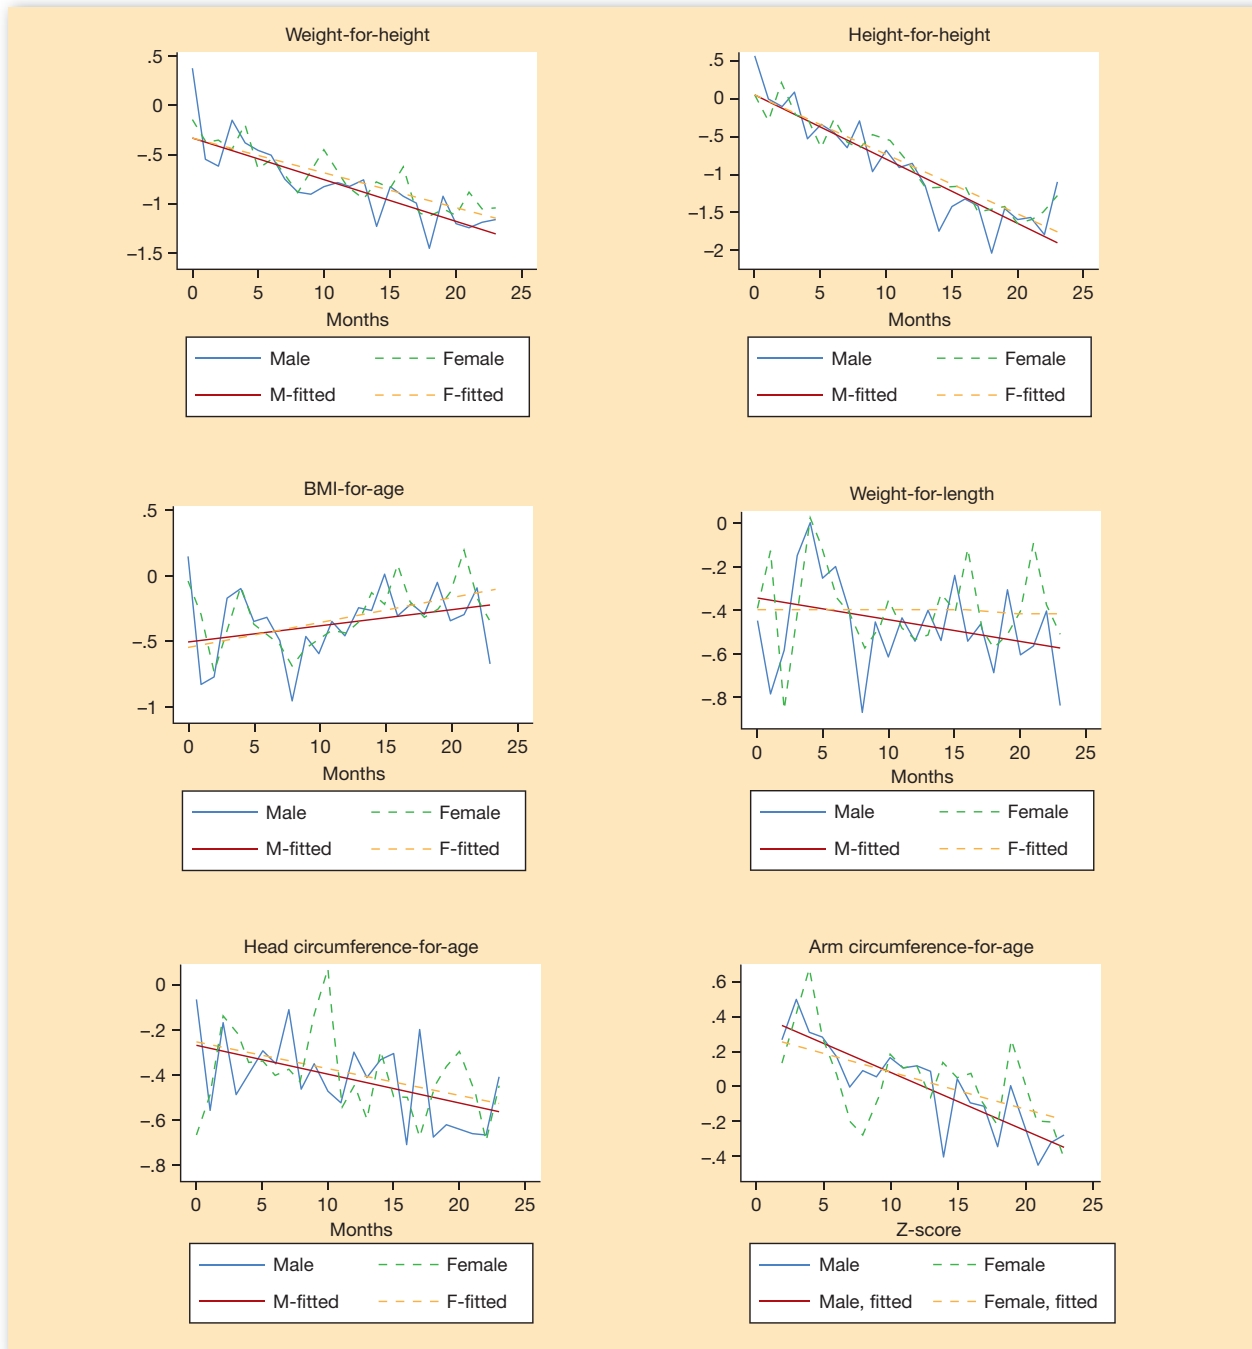 Weight-for-height
.5
0
–.5
–1
–1.5
0 5 10 15 20 25
Months
Male Female
M-fitted F-fitted
Height-for-height
.5
0
–.5
–1
–1.5
–2
0 5 10 15 20 25
Months
Male Female
M-fitted F-fitted
BMI-for-age
.5
0
–.5
–1
0 5 10 15 20 25
Months
Male Female
M-fitted F-fitted
Weight-for-length
0
–.2
–.4
–.6
–.8
0 5 10 15 20 25
Months
Male Female
M-fitted F-fitted
Head circumference-for-age
0
–.2
–.4
–.6
–.8
0 5 10 15 20 25
Months
Male Female
M-fitted F-fitted
Arm circumference-for-age
.6
.4
.2
0
–.2
–.4
0 5 10 15 20 25
Z-score
Male Female
Male, fitted Female, fitted